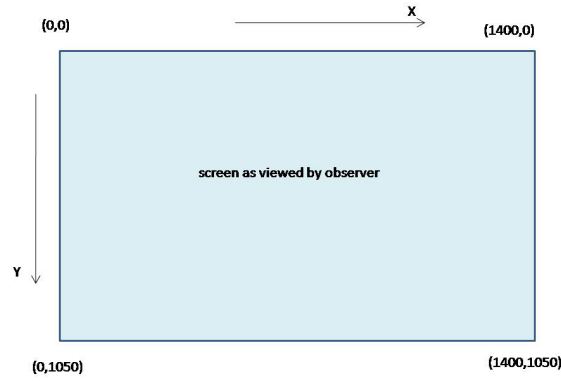 X
(0,0)
(1400,0)
screen as viewed by observer
Y
(0,1050)
(1400,1050)